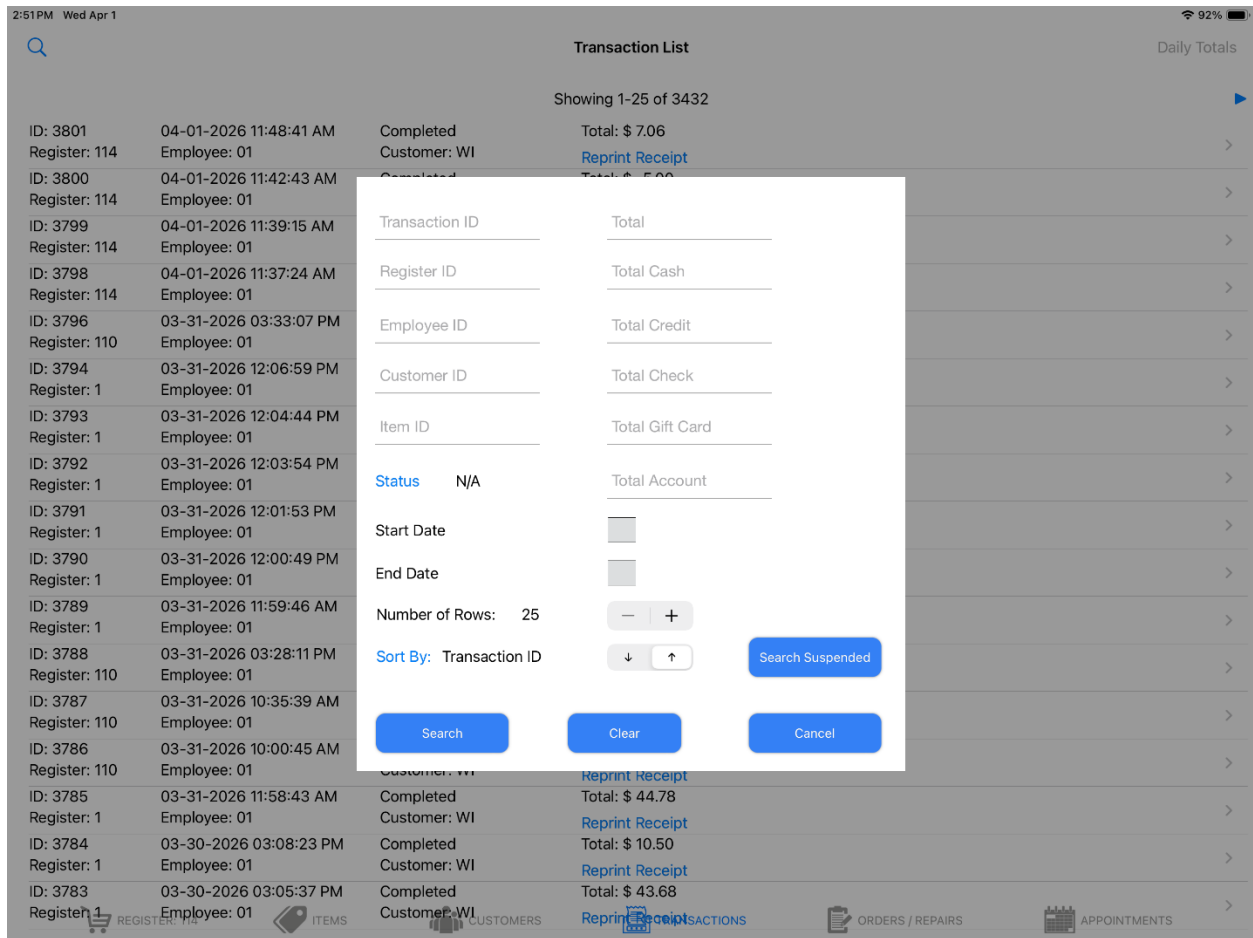 2:51 PM Wed Apr 1 92%
Transaction List Daily Totals
Showing 1-25 of 3432
ID: 3801 04-01-2026 11:48:41 AM Completed Total: $ 7.06
Register: 114 Employee: 01 Customer: WI Reprint Receipt
ID: 3800 04-01-2026 11:42:43 AM Completed Total: $ -5.00
Register: 114 Employee: 01
ID: 3799 04-01-2026 11:39:15 AM
Register: 114 Employee: 01
ID: 3798 04-01-2026 11:37:24 AM
Register: 114 Employee: 01
ID: 3796 03-31-2026 03:33:07 PM
Register: 110 Employee: 01
ID: 3794 03-31-2026 12:06:59 PM
Register: 1 Employee: 01
ID: 3793 03-31-2026 12:04:44 PM
Register: 1 Employee: 01
ID: 3792 03-31-2026 12:03:54 PM
Register: 1 Employee: 01
ID: 3791 03-31-2026 12:01:53 PM
Register: 1 Employee: 01
ID: 3790 03-31-2026 12:00:49 PM
Register: 1 Employee: 01
ID: 3789 03-31-2026 11:59:46 AM
Register: 1 Employee: 01
ID: 3788 03-31-2026 03:28:11 PM
Register: 110 Employee: 01
ID: 3787 03-31-2026 10:35:39 AM
Register: 110 Employee: 01
ID: 3786 03-31-2026 10:00:45 AM
Register: 110 Employee: 01 Customer: WI Reprint Receipt
ID: 3785 03-31-2026 11:58:43 AM Completed Total: $ 44.78
Register: 1 Employee: 01 Customer: WI Reprint Receipt
ID: 3784 03-30-2026 03:08:23 PM Completed Total: $ 10.50
Register: 1 Employee: 01 Customer: WI Reprint Receipt
ID: 3783 03-30-2026 03:05:37 PM Completed Total: $ 43.68
Register: 1 Employee: 01 Customer: WI Reprint Receipt
Transaction ID Total
Register ID Total Cash
Employee ID Total Credit
Customer ID Total Check
Item ID Total Gift Card
Status N/A Total Account
Start Date
End Date
Number of Rows: 25 − +
Sort By: Transaction ID ↓ ↑ Search Suspended
Search Clear Cancel
REGISTER: 114 ITEMS CUSTOMERS TRANSACTIONS ORDERS / REPAIRS APPOINTMENTS